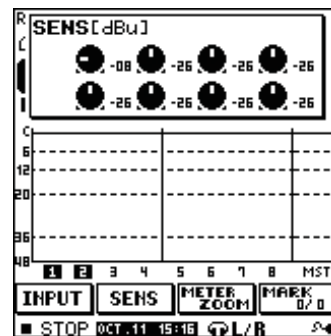 R
SENS[dBu]
-08 -26 -26 -26
-26 -26 -26 -26
0
6
12
20
36
48
1 2 3 4 5 6 7 8 MST
INPUT SENS METER ZOOM MARK 0/0
STOP OCT.11 15:16 L/R